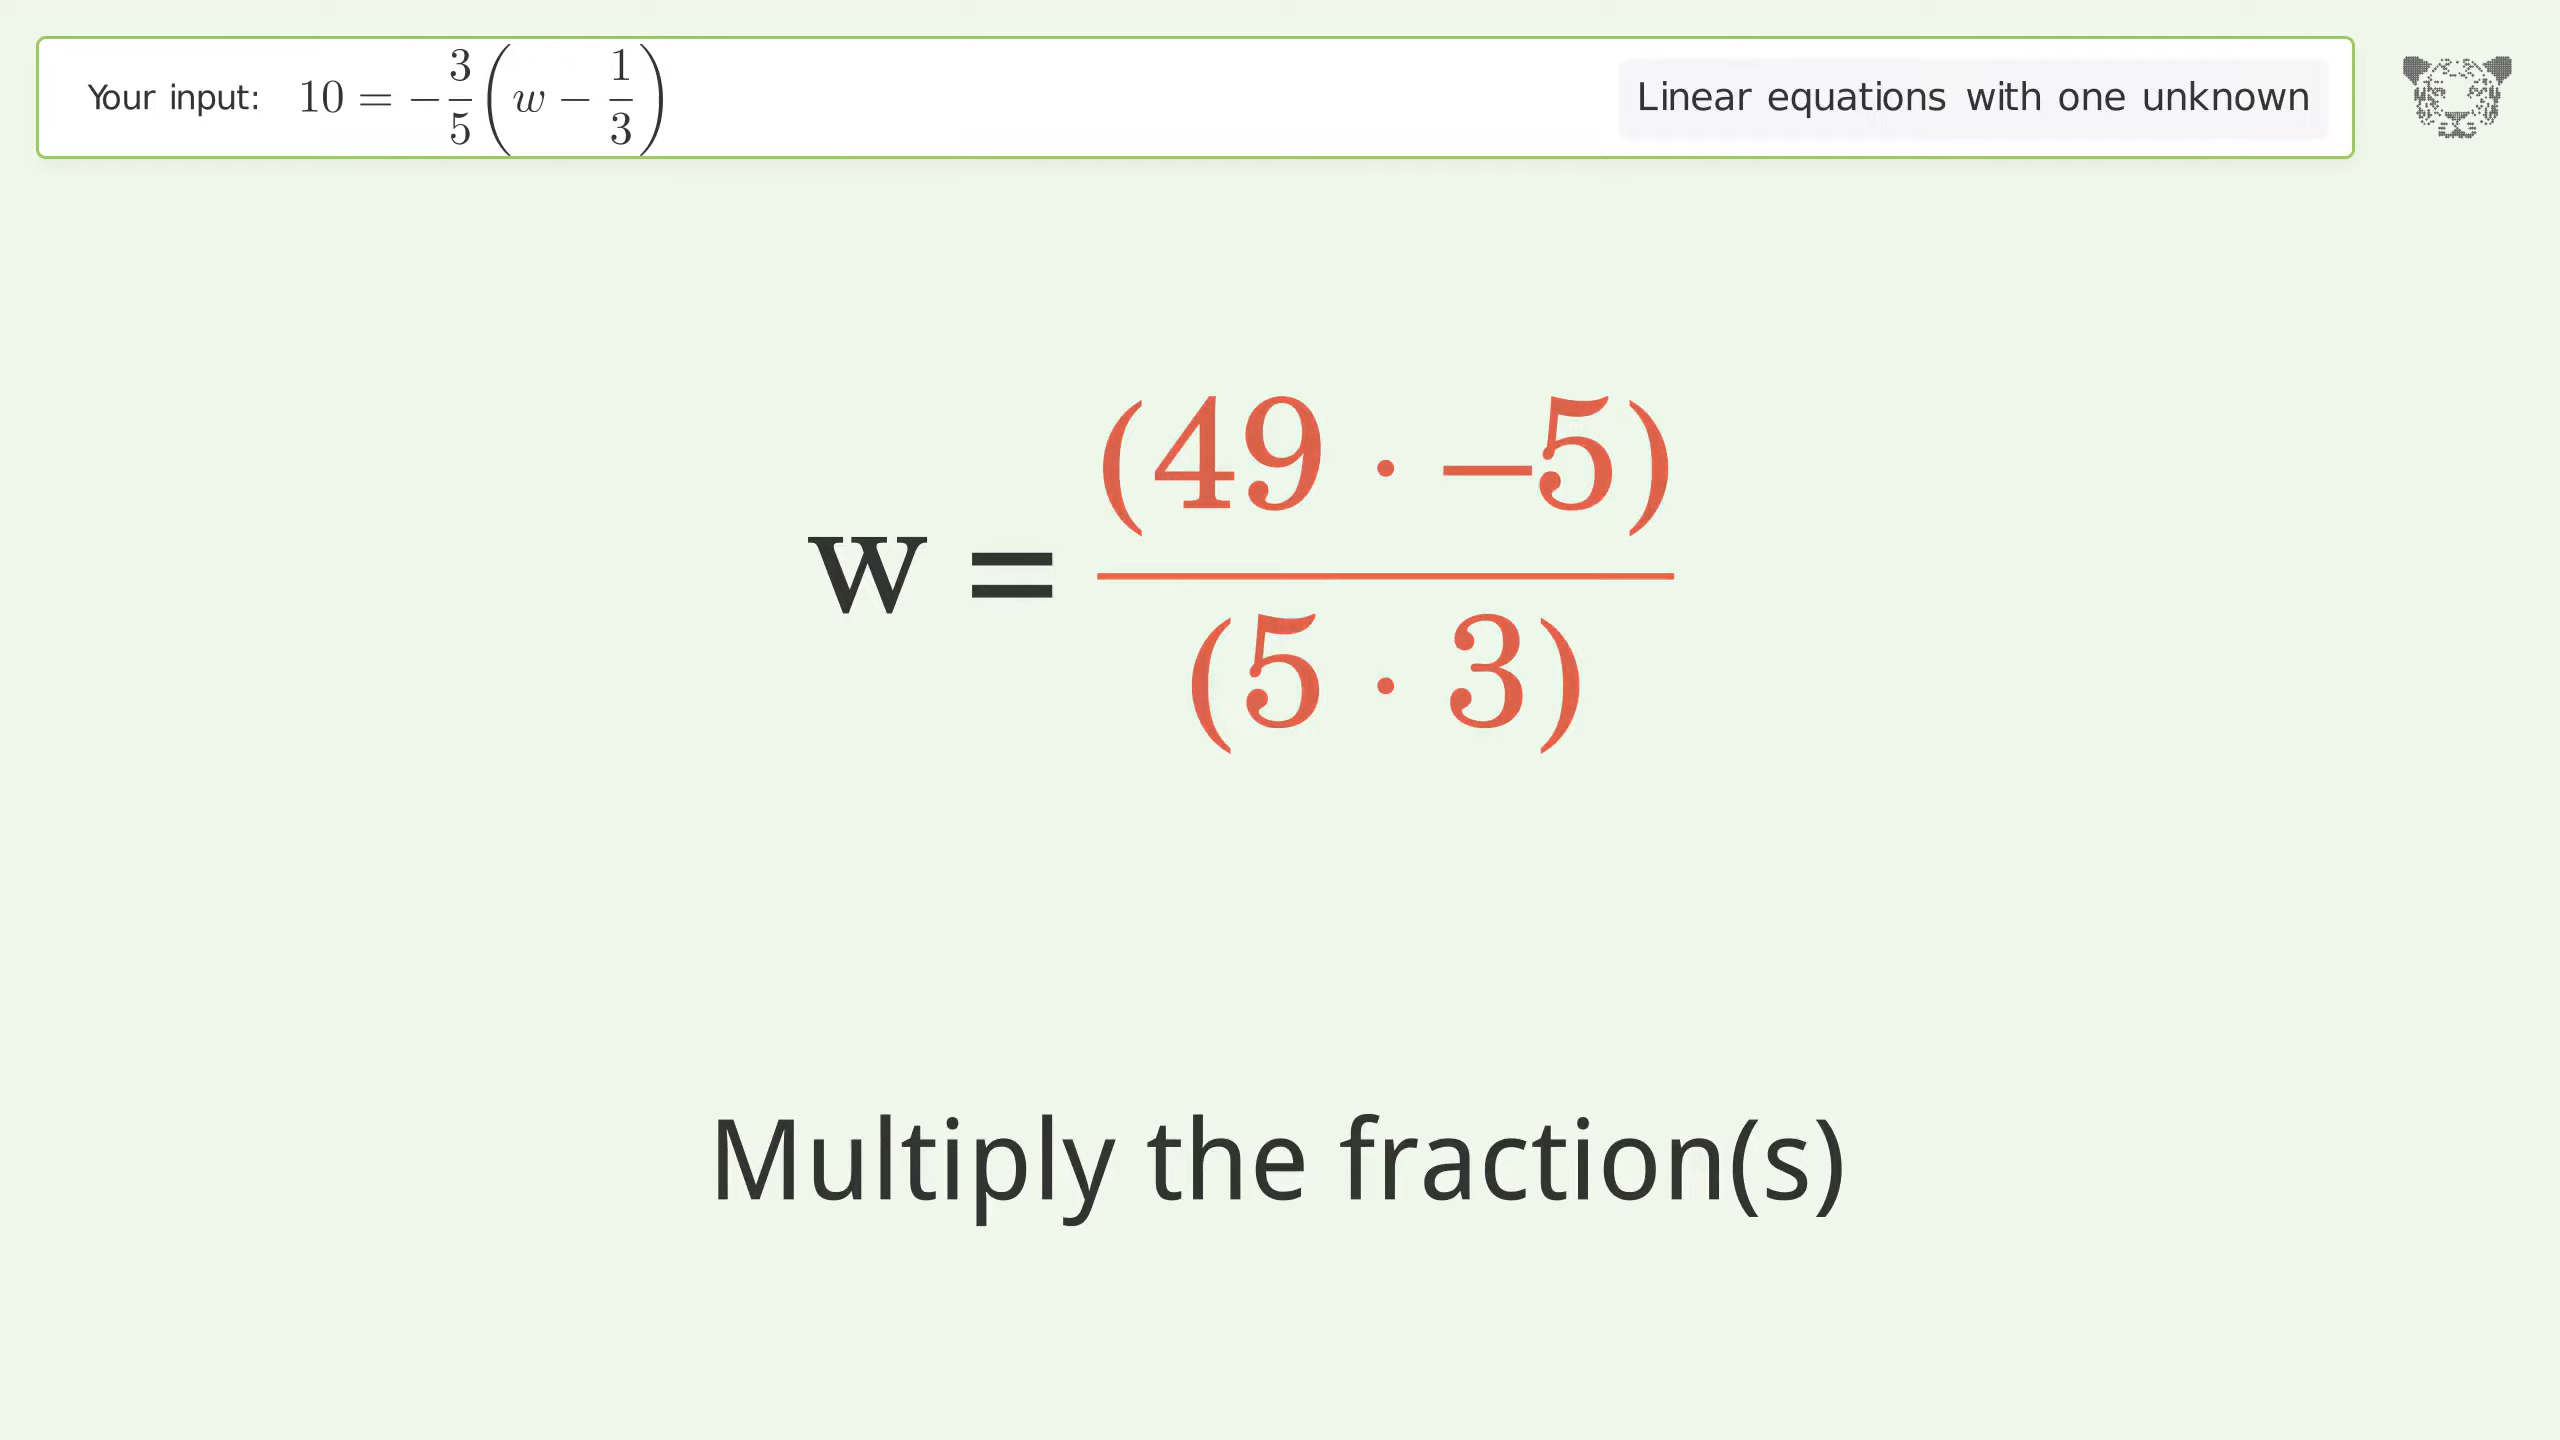 Your input: 10 = -3/5 (w - 1/3)
Linear equations with one unknown
w = (49 · -5) / (5 · 3)
Multiply the fraction(s)